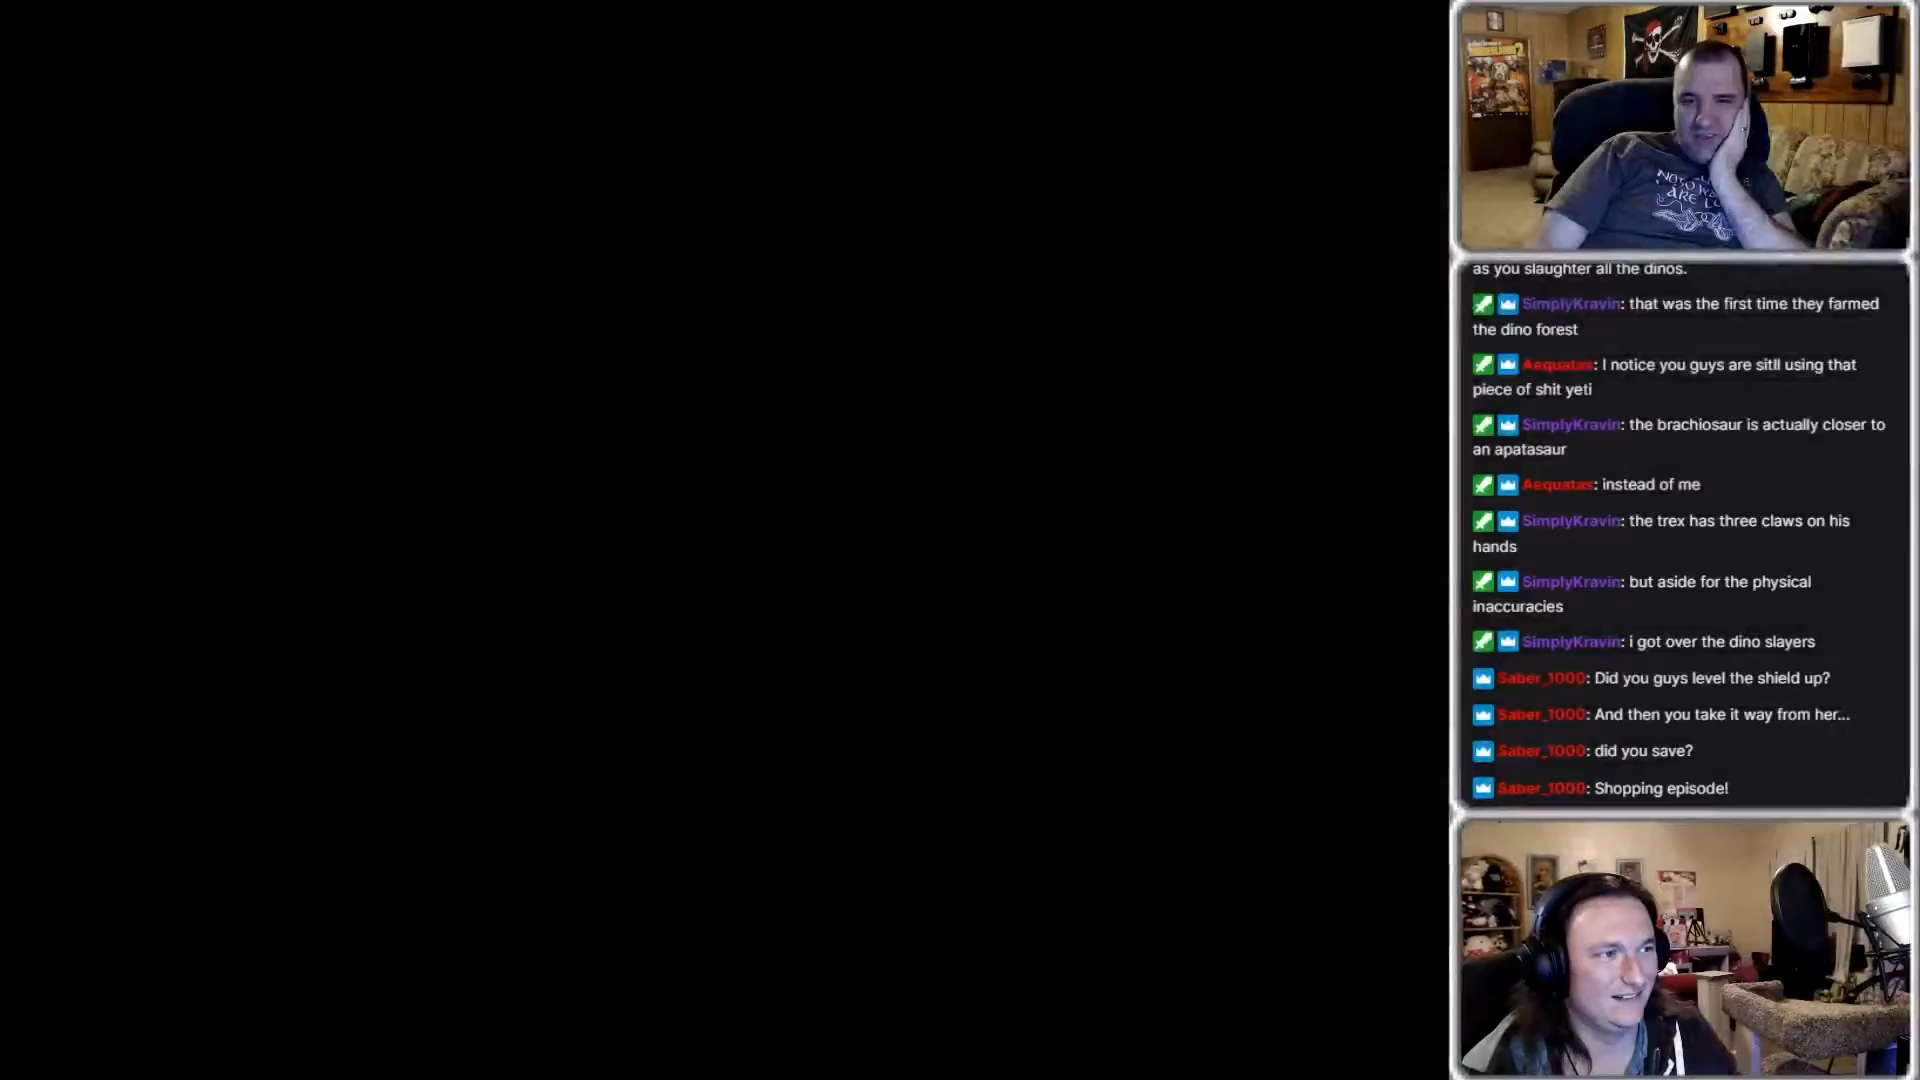 NOT
ARE
as you slaughter all the dinos.
SimplyKravin: that was the first time they farmed
the dino forest
Aequatas: I notice you guys are sitll using that
piece of shit yeti
SimplyKravin: the brachiosaur is actually closer to
an apatasaur
Aequatas: instead of me
SimplyKravin: the trex has three claws on his
hands
SimplyKravin: but aside for the physical
inaccuracies
SimplyKravin: i got over the dino slayers
Saber_1000: Did you guys level the shield up?
Saber_1000: And then you take it way from her...
Saber_1000: did you save?
Saber_1000: Shopping episode!